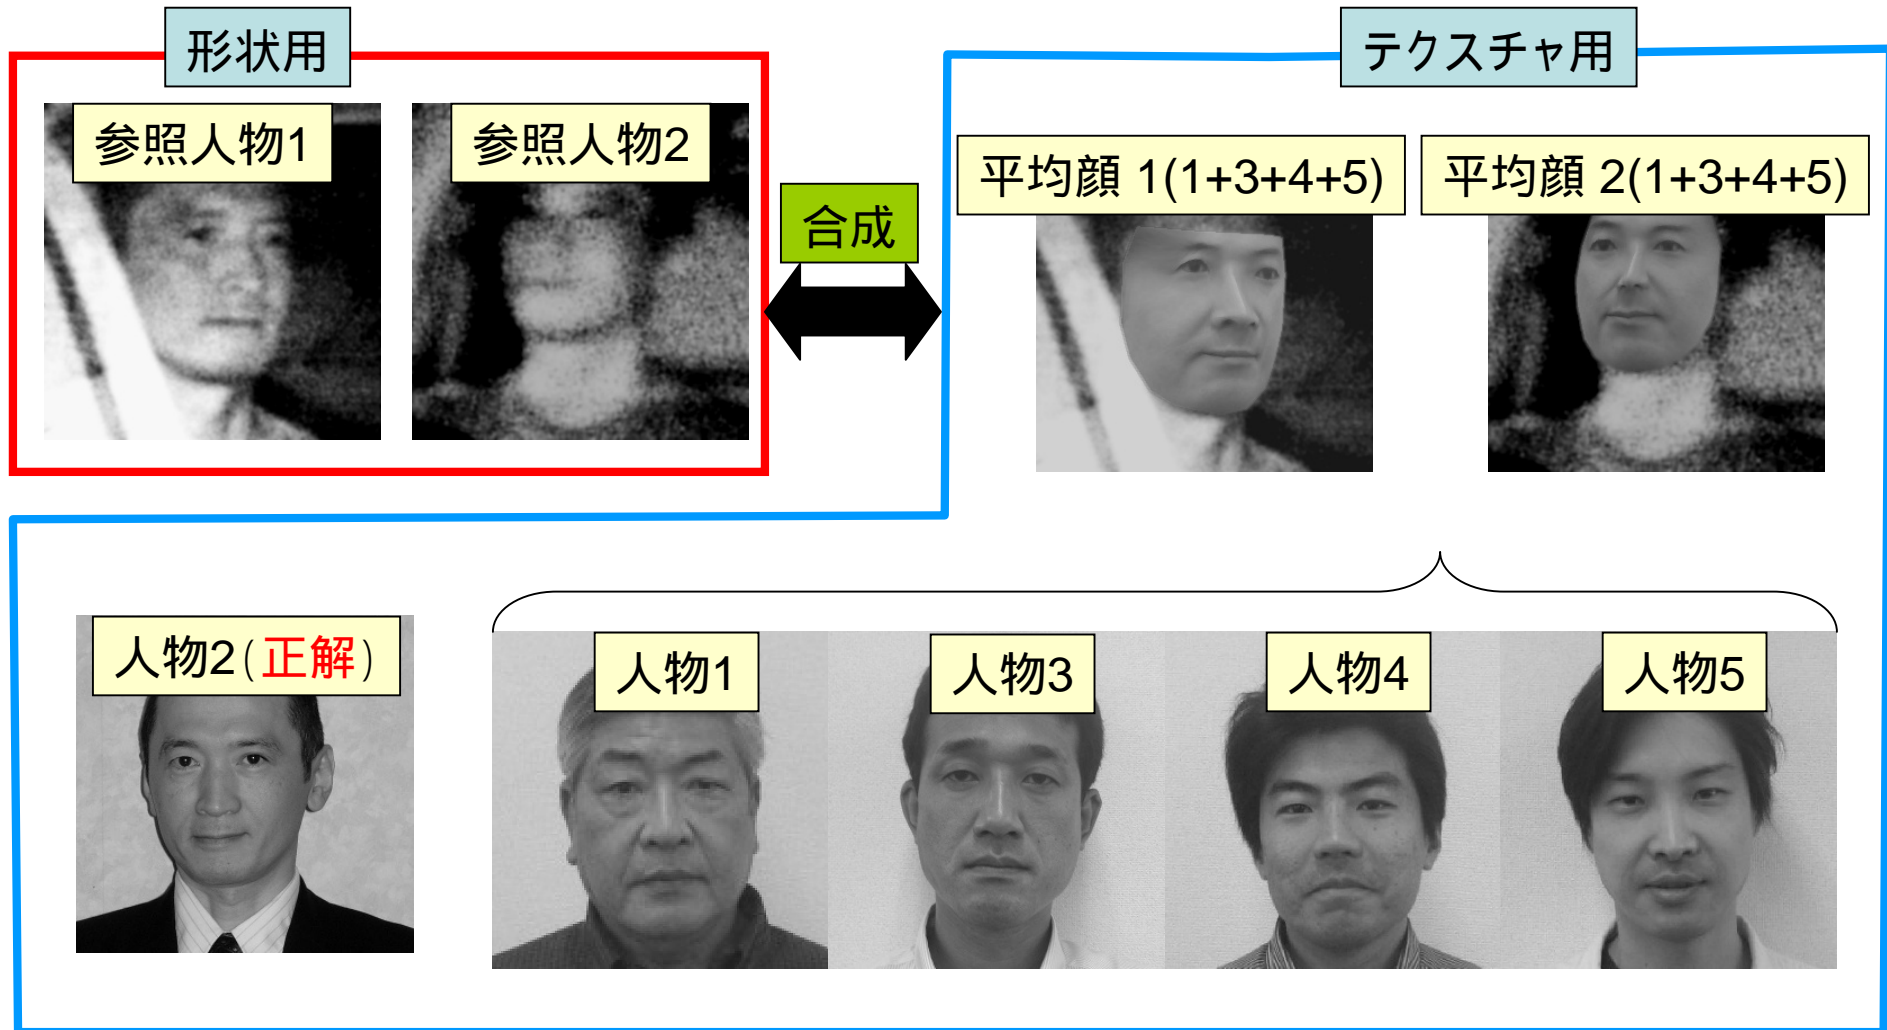 形状用
テクスチャ用
参照人物1
参照人物2
平均顔 1(1+3+4+5)
平均顔 2(1+3+4+5)
合成
人物2(正解)
人物1
人物3
人物4
人物5